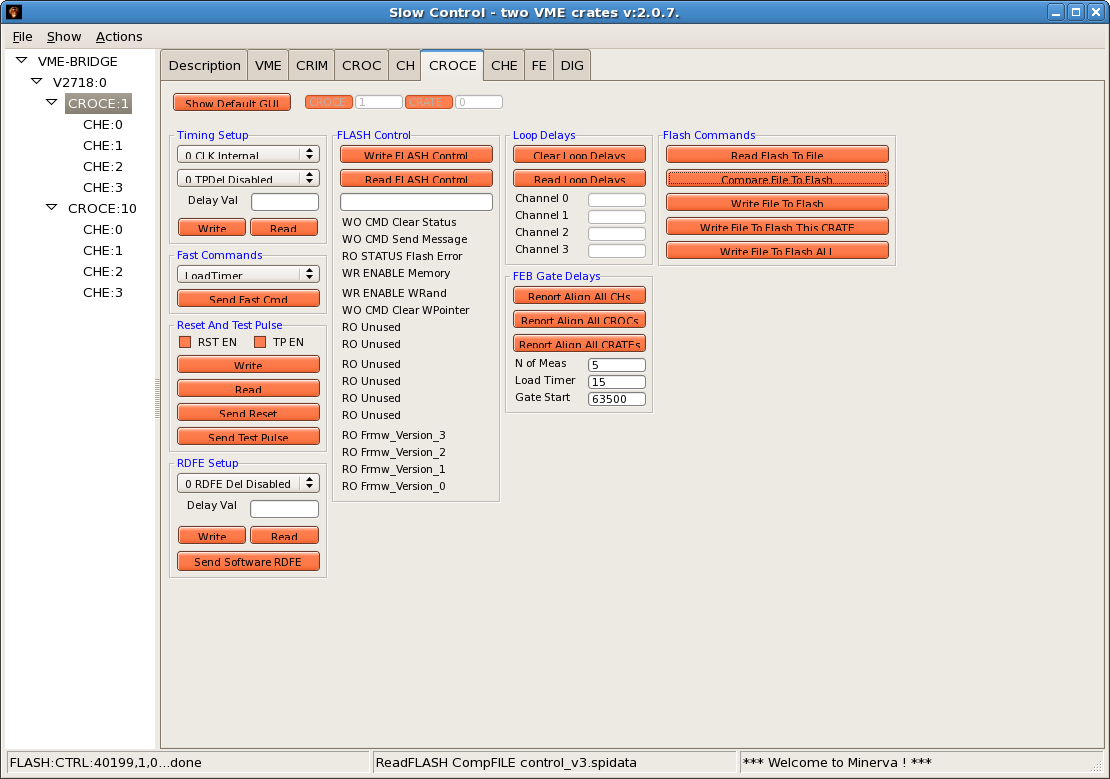 Slow Control - two VME crates v:2.0.7.
File Show Actions
VME-BRIDGE
V2718:0
CROCE:1
CHE:0
CHE:1
CHE:2
CHE:3
CROCE:10
CHE:0
CHE:1
CHE:2
CHE:3
Description VME CRIM CROC CH CROCE CHE FE DIG
Show Default GUI CROCE 1 CRATE 0
Timing Setup
0 CLK Internal
0 TPDel Disabled
Delay Val
Write Read
Fast Commands
LoadTimer
Send Fast Cmd
Reset And Test Pulse
RST EN TP EN
Write
Read
Send Reset
Send Test Pulse
RDFE Setup
0 RDFE Del Disabled
Delay Val
Write Read
Send Software RDFE
FLASH Control
Write FLASH Control
Read FLASH Control
WO CMD Clear Status
WO CMD Send Message
RO STATUS Flash Error
WR ENABLE Memory
WR ENABLE WRand
WO CMD Clear WPointer
RO Unused
RO Unused
RO Unused
RO Unused
RO Unused
RO Unused
RO Frmw_Version_3
RO Frmw_Version_2
RO Frmw_Version_1
RO Frmw_Version_0
Loop Delays
Clear Loop Delays
Read Loop Delays
Channel 0
Channel 1
Channel 2
Channel 3
FEB Gate Delays
Report Align All CHs
Report Align All CROCs
Report Align All CRATEs
N of Meas 5
Load Timer 15
Gate Start 63500
Flash Commands
Read Flash To File
Compare File To Flash
Write File To Flash
Write File To Flash This CRATE
Write File To Flash ALL
FLASH:CTRL:40199,1,0...done
ReadFLASH CompFILE control_v3.spidata
*** Welcome to Minerva ! ***